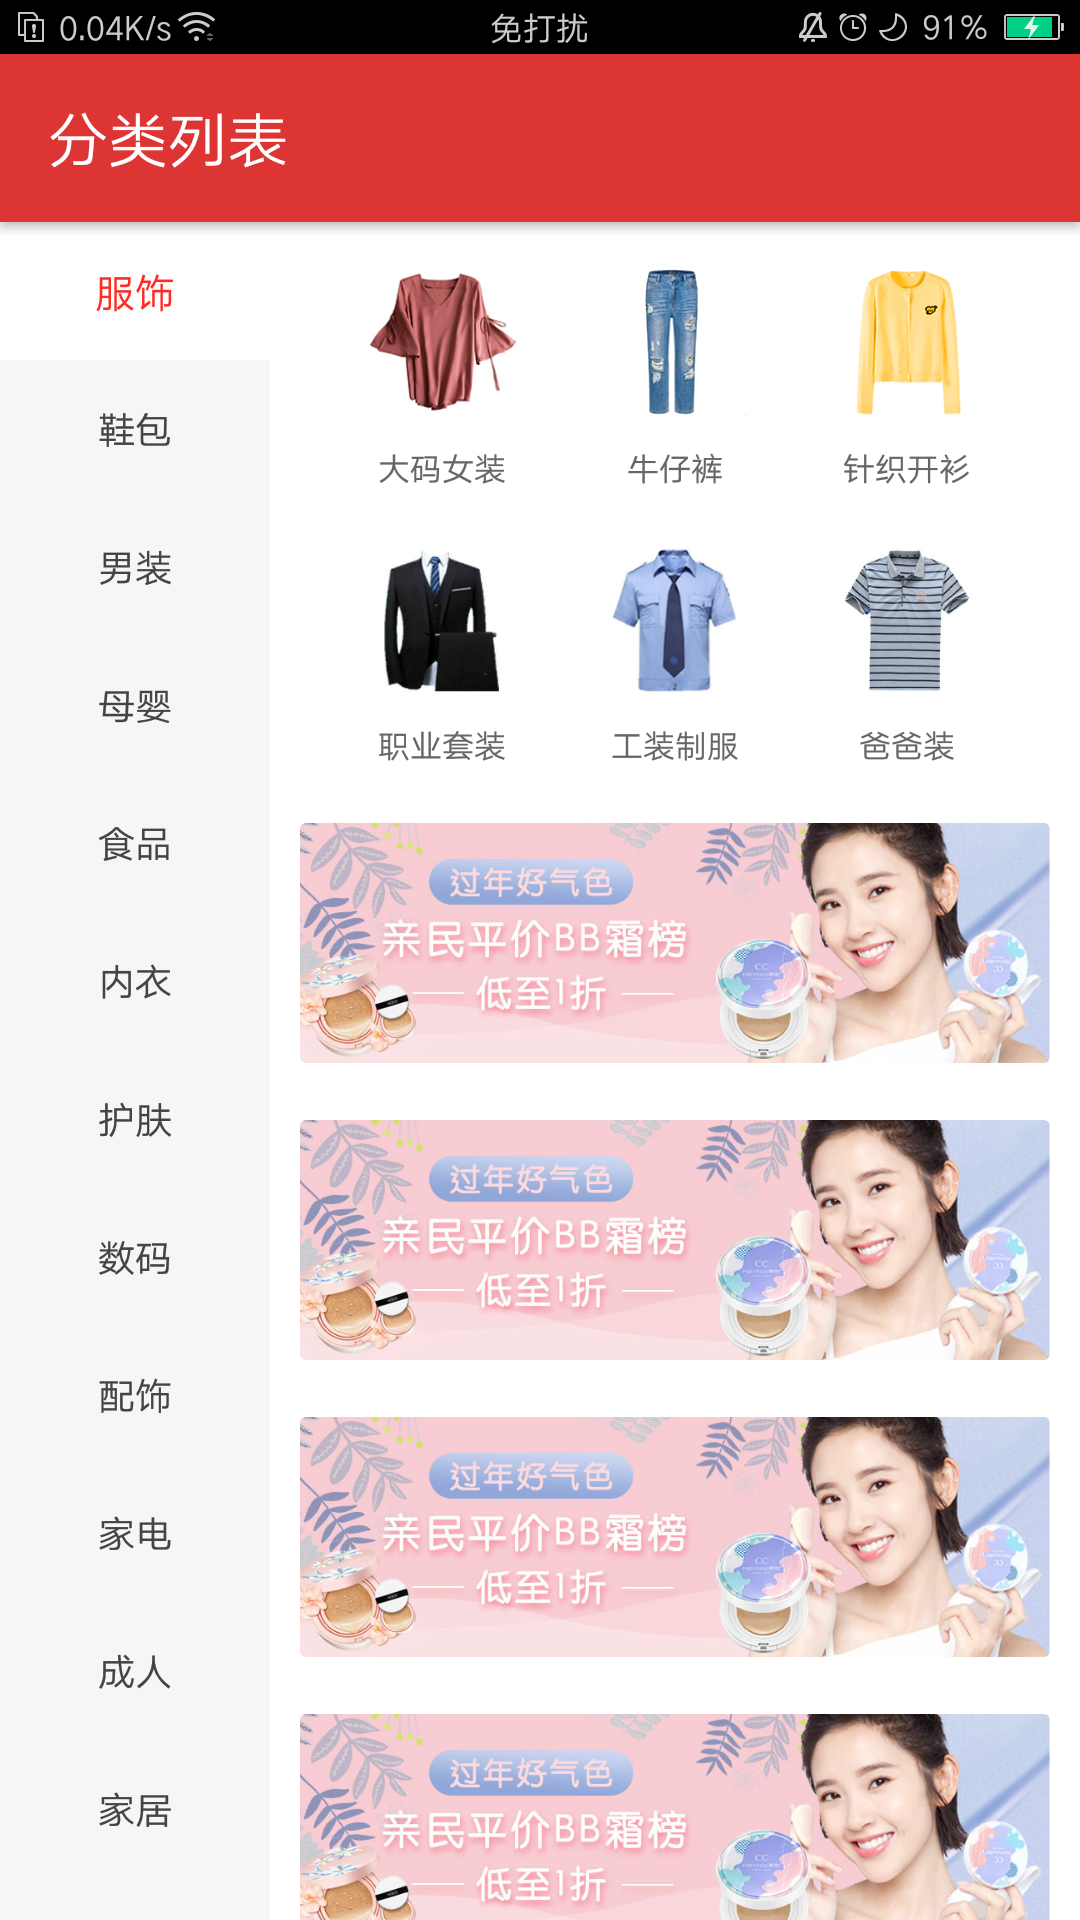 0.04K/s 免打扰 91%
分类列表
服饰
鞋包
男装
母婴
食品
内衣
护肤
数码
配饰
家电
成人
家居
大码女装 牛仔裤 针织开衫
职业套装 工装制服 爸爸装
过年好气色
亲民平价BB霜榜
低至1折
CC
过年好气色
亲民平价BB霜榜
低至1折
CC
过年好气色
亲民平价BB霜榜
低至1折
CC
过年好气色
亲民平价BB霜榜
低至1折
CC